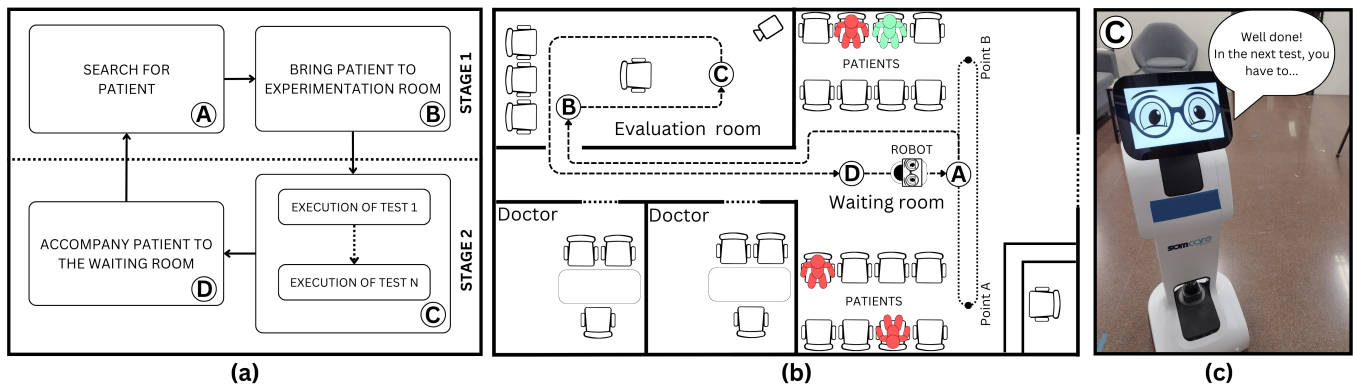 SEARCH FOR
PATIENT
A
BRING PATIENT TO
EXPERIMENTATION ROOM
B
STAGE 1
ACCOMPANY PATIENT TO
THE WAITING ROOM
D
EXECUTION OF TEST 1
EXECUTION OF TEST N
C
STAGE 2
(a)
B
C
Evaluation room
PATIENTS
Point B
ROBOT
D
A
Waiting room
Doctor
Doctor
PATIENTS
Point A
(b)
C
Well done!
In the next test, you
have to...
somcare
(c)